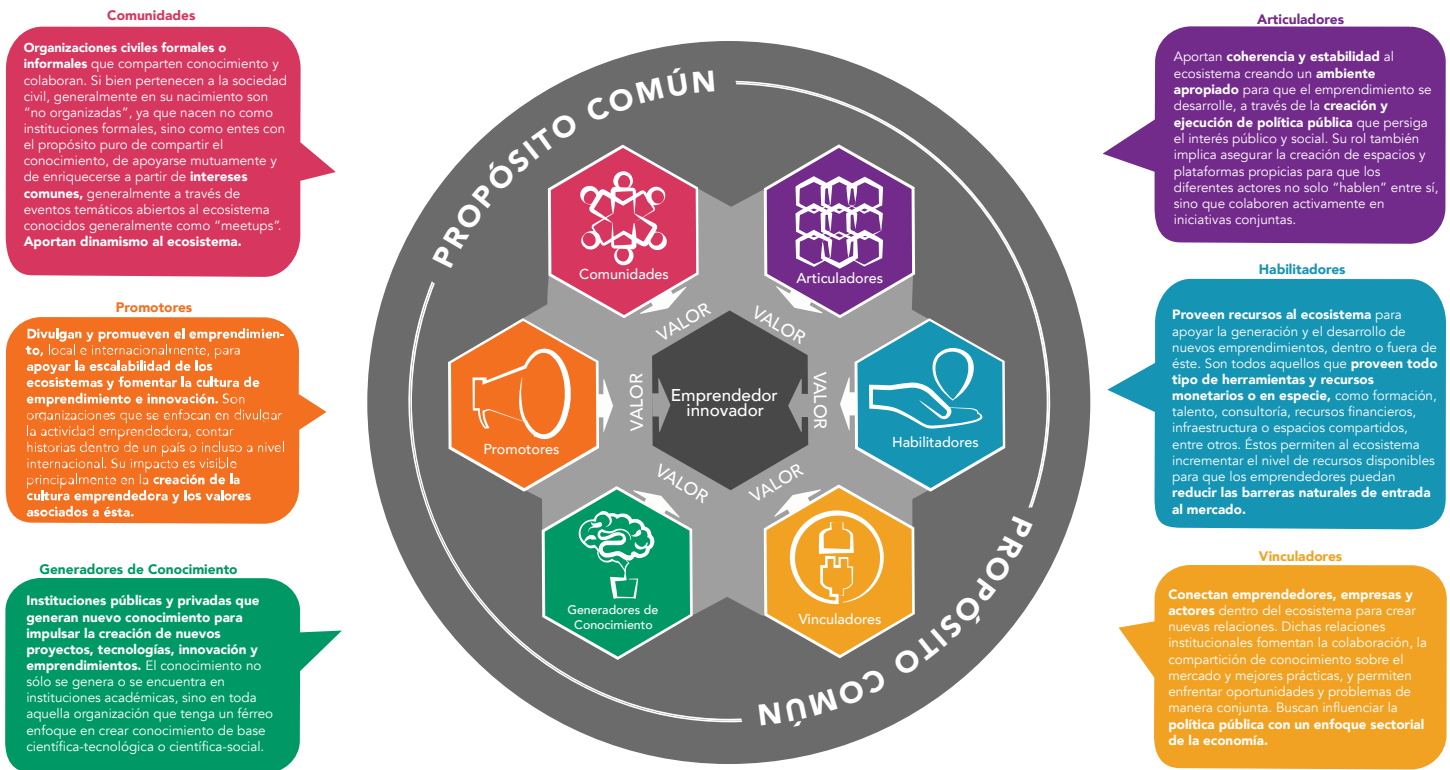 Comunidades
Organizaciones civiles formales o
informales que comparten conocimiento y
colaboran. Si bien pertenecen a la sociedad
civil, generalmente en su nacimiento son
“no organizadas”, ya que nacen no como
instituciones formales, sino como entes con
el propósito puro de compartir el
conocimiento, de apoyarse mutuamente y
de enriquecerse a partir de intereses
comunes, generalmente a través de
eventos temáticos abiertos al ecosistema
conocidos generalmente como “meetups”.
Aportan dinamismo al ecosistema.
Promotores
Divulgan y promueven el emprendimien-
to, local e internacionalmente, para
apoyar la escalabilidad de los
ecosistemas y fomentar la cultura de
emprendimiento e innovación. Son
organizaciones que se enfocan en divulgar
la actividad emprendedora, contar
historias dentro de un país o incluso a nivel
internacional. Su impacto es visible
principalmente en la creación de la
cultura emprendedora y los valores
asociados a ésta.
Generadores de Conocimiento
Instituciones públicas y privadas que
generan nuevo conocimiento para
impulsar la creación de nuevos
proyectos, tecnologías, innovación y
emprendimientos. El conocimiento no
sólo se genera o se encuentra en
instituciones académicas, sino en toda
aquella organización que tenga un férreo
enfoque en crear conocimiento de base
científica-tecnológica o científica-social.
PROPÓSITO COMÚN
Comunidades
Articuladores
VALOR
VALOR
Promotores
VALOR
Emprendedor
innovador
VALOR
Habilitadores
VALOR
VALOR
Generadores de
Conocimiento
Vinculadores
PROPÓSITO COMÚN
Articuladores
Aportan coherencia y estabilidad al
ecosistema creando un ambiente
apropiado para que el emprendimiento se
desarrolle, a través de la creación y
ejecución de política pública que persiga
el interés público y social. Su rol también
implica asegurar la creación de espacios y
plataformas propicias para que los
diferentes actores no solo “hablen” entre sí,
sino que colaboren activamente en
iniciativas conjuntas.
Habilitadores
Proveen recursos al ecosistema para
apoyar la generación y el desarrollo de
nuevos emprendimientos, dentro o fuera de
éste. Son todos aquellos que proveen todo
tipo de herramientas y recursos
monetarios o en especie, como formación,
talento, consultoría, recursos financieros,
infraestructura o espacios compartidos,
entre otros. Éstos permiten al ecosistema
incrementar el nivel de recursos disponibles
para que los emprendedores puedan
reducir las barreras naturales de entrada
al mercado.
Vinculadores
Conectan emprendedores, empresas y
actores dentro del ecosistema para crear
nuevas relaciones. Dichas relaciones
institucionales fomentan la colaboración, la
compartición de conocimiento sobre el
mercado y mejores prácticas, y permiten
enfrentar oportunidades y problemas de
manera conjunta. Buscan influenciar la
política pública con un enfoque sectorial
de la economía.